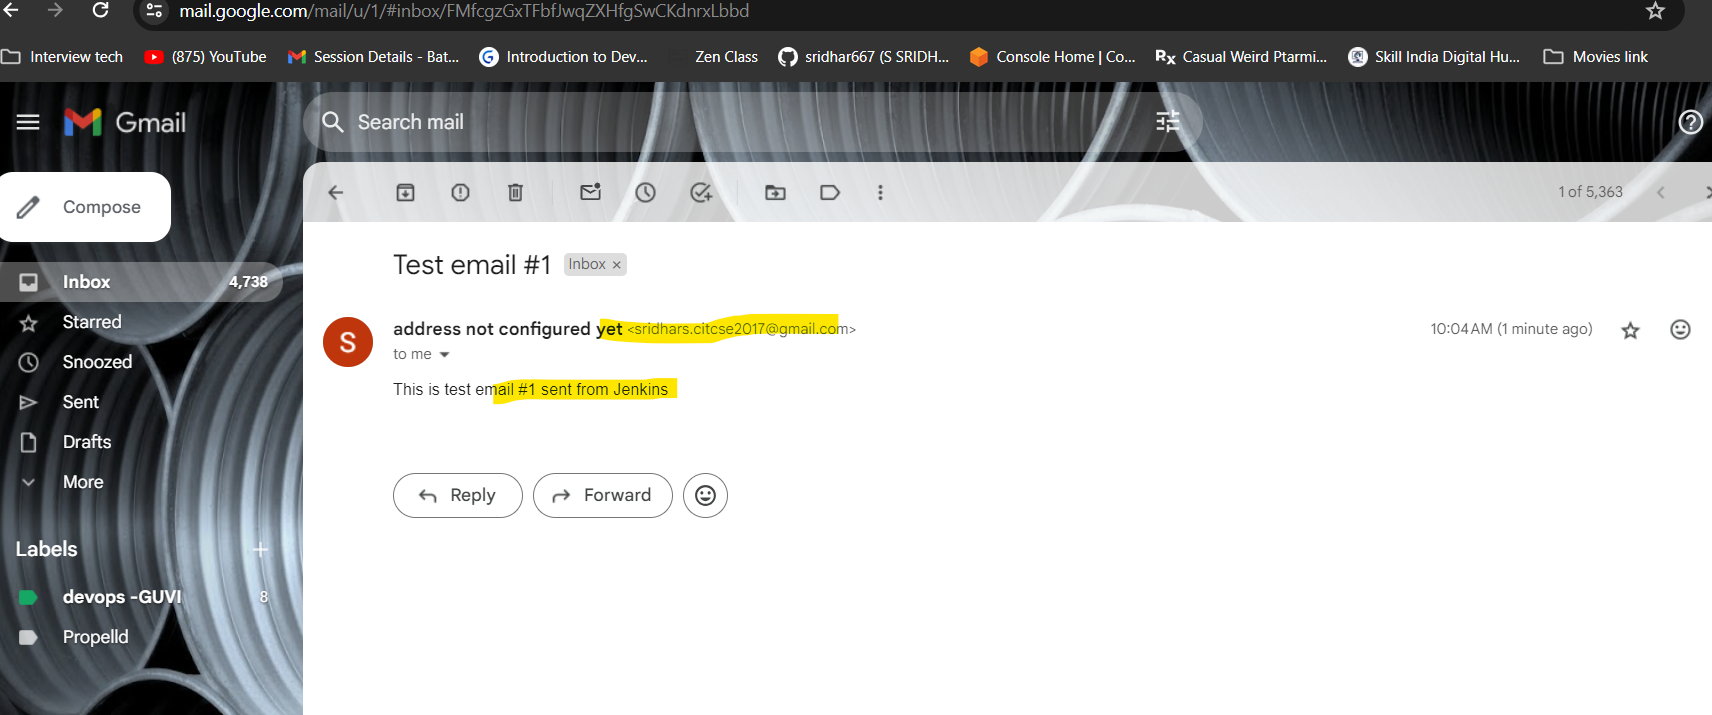 mail.google.com/mail/u/1/#inbox/FMfcgzGxTFbfJwqZXHfgSwCKdnrxLbbd
Interview tech (875) YouTube Session Details - Bat... Introduction to Dev... Zen Class sridhar667 (S SRIDH... Console Home | Co... Rx Casual Weird Ptarmi... Skill India Digital Hu... Movies link
Gmail
Search mail
Compose
1 of 5,363
Test email #1 Inbox ×
Inbox 4,738
Starred
Snoozed
Sent
Drafts
More
Labels +
devops -GUVI 8
Propelld
S
address not configured yet <sridhars.citcse2017@gmail.com> 10:04 AM (1 minute ago)
to me
This is test email #1 sent from Jenkins
Reply Forward